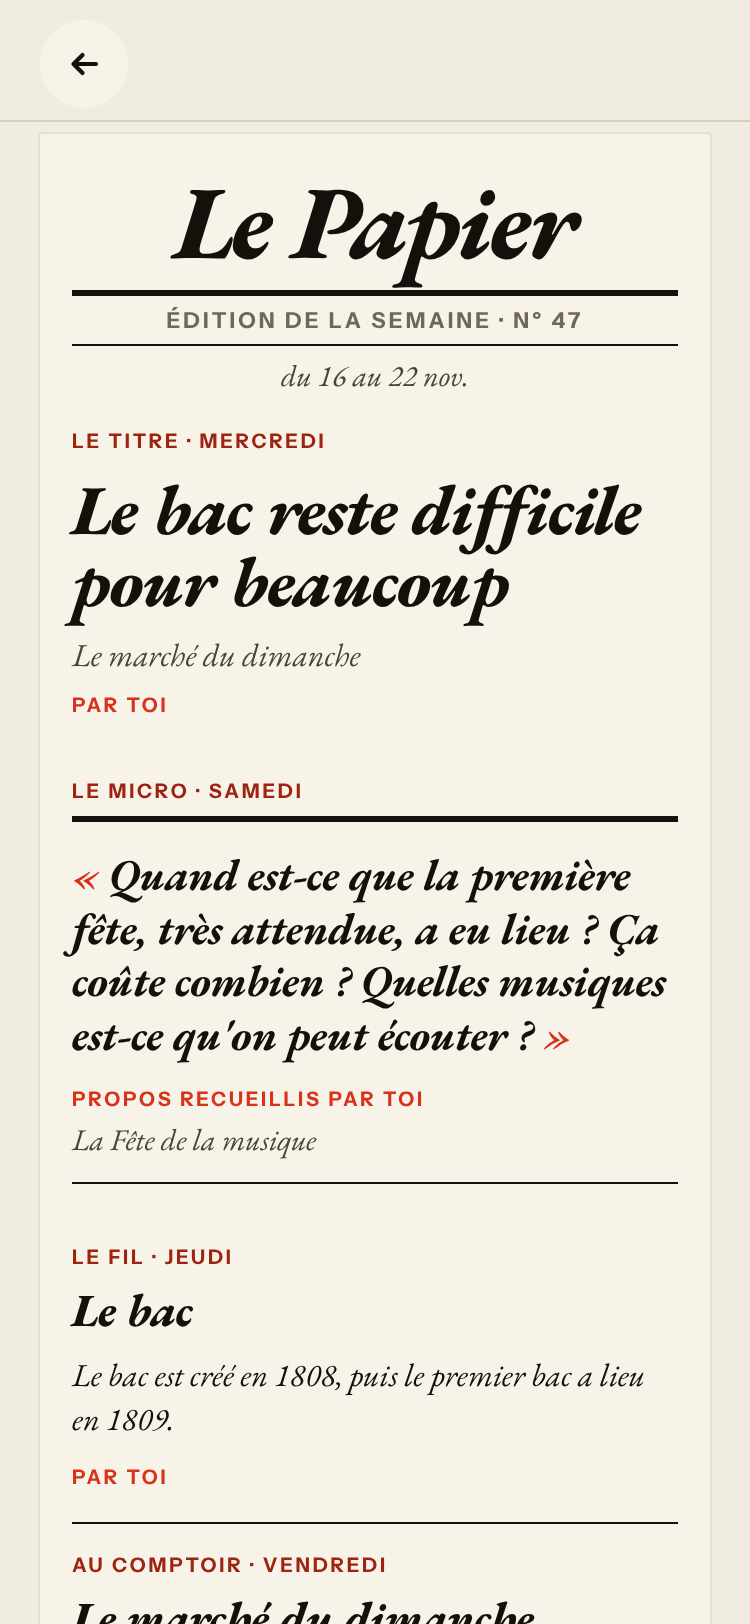 Le Papier
ÉDITION DE LA SEMAINE · N° 47
du 16 au 22 nov.
LE TITRE · MERCREDI
Le bac reste difficile
pour beaucoup
Le marché du dimanche
PAR TOI
LE MICRO · SAMEDI
« Quand est-ce que la première
fête, très attendue, a eu lieu ? Ça
coûte combien ? Quelles musiques
est-ce qu'on peut écouter ? »
PROPOS RECUEILLIS PAR TOI
La Fête de la musique
LE FIL · JEUDI
Le bac
Le bac est créé en 1808, puis le premier bac a lieu
en 1809.
PAR TOI
AU COMPTOIR · VENDREDI
Le marché du dimanche